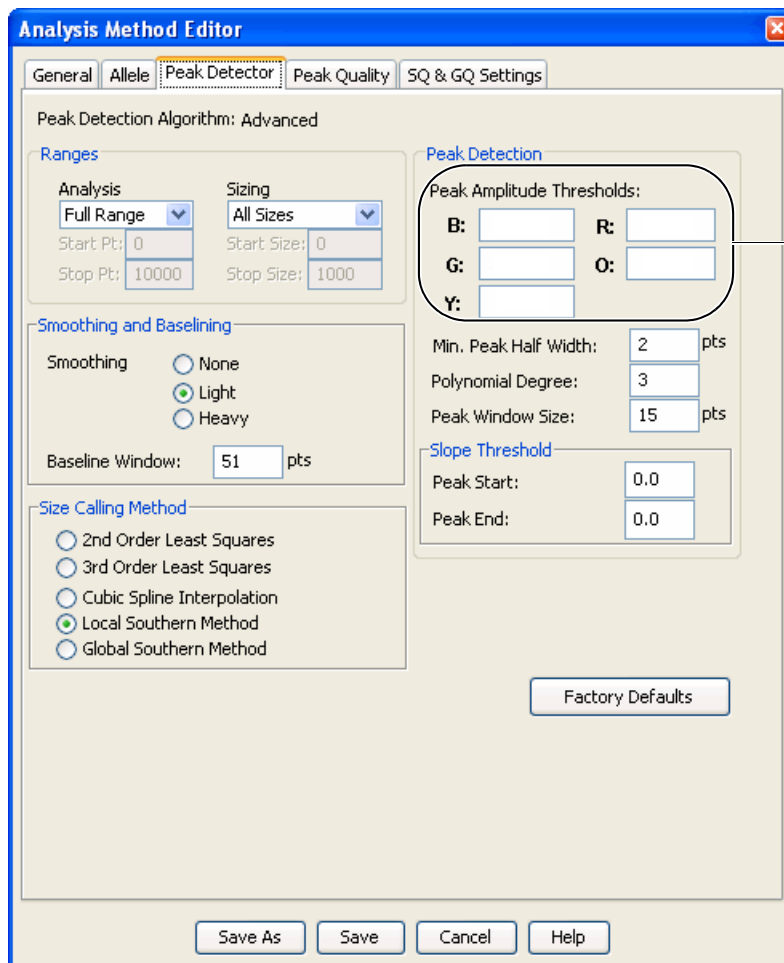 Analysis Method Editor
General Allele Peak Detector Peak Quality SQ & GQ Settings
Peak Detection Algorithm: Advanced
Ranges
Analysis Sizing
Full Range All Sizes
Start Pt: 0 Start Size: 0
Stop Pt: 10000 Stop Size: 1000
Smoothing and Baselining
Smoothing None
Light
Heavy
Baseline Window: 51 pts
Size Calling Method
2nd Order Least Squares
3rd Order Least Squares
Cubic Spline Interpolation
Local Southern Method
Global Southern Method
Peak Detection
Peak Amplitude Thresholds:
B: R:
G: O:
Y:
Min. Peak Half Width: 2 pts
Polynomial Degree: 3
Peak Window Size: 15 pts
Slope Threshold
Peak Start: 0.0
Peak End: 0.0
Factory Defaults
Save As Save Cancel Help